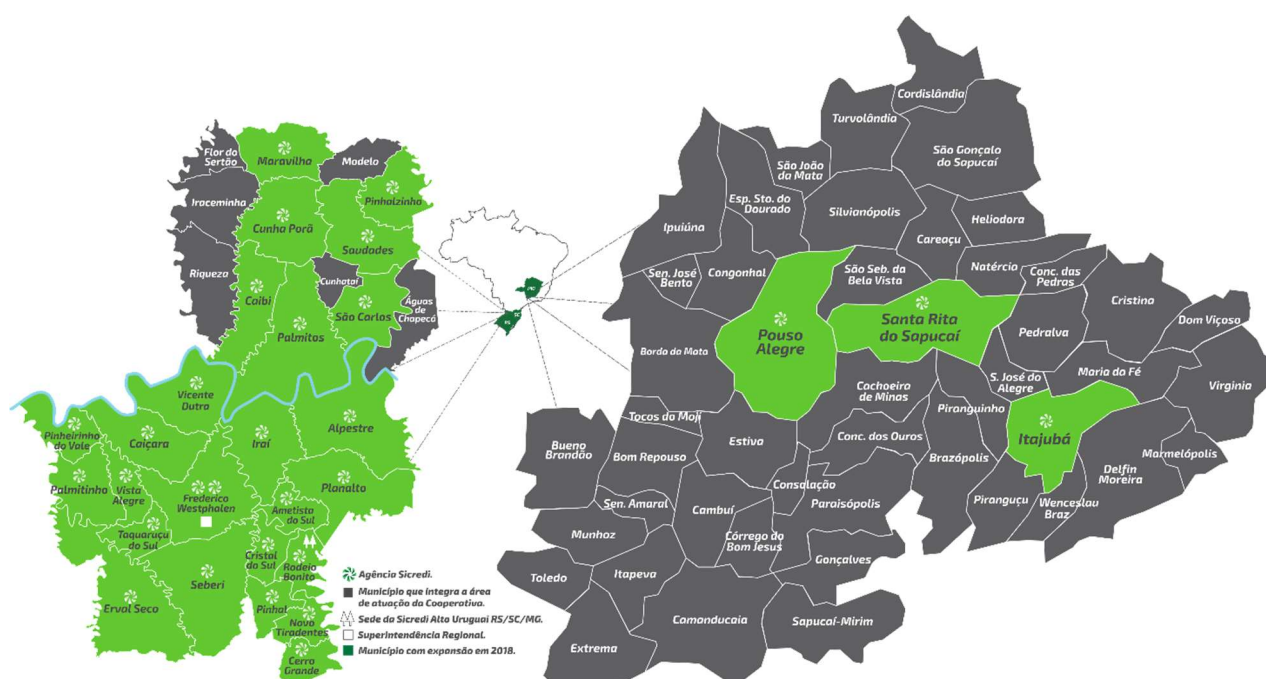 Flor do
Sertão
Maravilha
Modelo
Iraceminha
Pinhalzinho
Cunha Porã
Saudades
Riqueza
Cunhataí
Caibi
São Carlos
Águas
de
Chapecó
Palmitos
Vicente
Dutra
Pinheirinho
do Vale
Caiçara
Iraí
Alpestre
Palmitinho
Vista
Alegre
Frederico
Westphalen
Planalto
Ametista
do Sul
Taquaruçu
do Sul
Cristal
do Sul
Rodeio
Bonito
Seberi
Erval Seco
Pinhal
Novo
Tiradentes
Cerro
Grande
MG
SC
RS
Agência Sicredi.
Município que integra a área
de atuação da Cooperativa.
Sede da Sicredi Alto Uruguai RS/SC/MG.
Superintendência Regional.
Município com expansão em 2018.
Cordislândia
Turvolândia
São Gonçalo
do Sapucaí
São João
da Mata
Esp. Sto. do
Dourado
Silvianópolis
Heliodora
Ipuiúna
Careaçu
Sen. José
Bento
Congonhal
São Seb. da
Bela Vista
Natércia
Conc. das
Pedras
Cristina
Dom Viçoso
Pouso
Alegre
Santa Rita
do Sapucaí
Pedralva
Borda da Mata
S. José do
Alegre
Maria da Fé
Virginia
Cachoeira
de Minas
Tocos do Moji
Piranguinho
Itajubá
Bueno
Brandão
Bom Repouso
Estiva
Conc. dos Ouros
Brazópolis
Marmelópolis
Delfin
Moreira
Consolação
Paraisópolis
Piranguçu
Wenceslau
Braz
Sen. Amaral
Cambuí
Munhoz
Córrego do
Bom Jesus
Gonçalves
Toledo
Itapeva
Camanducaia
Sapucaí-Mirim
Extrema